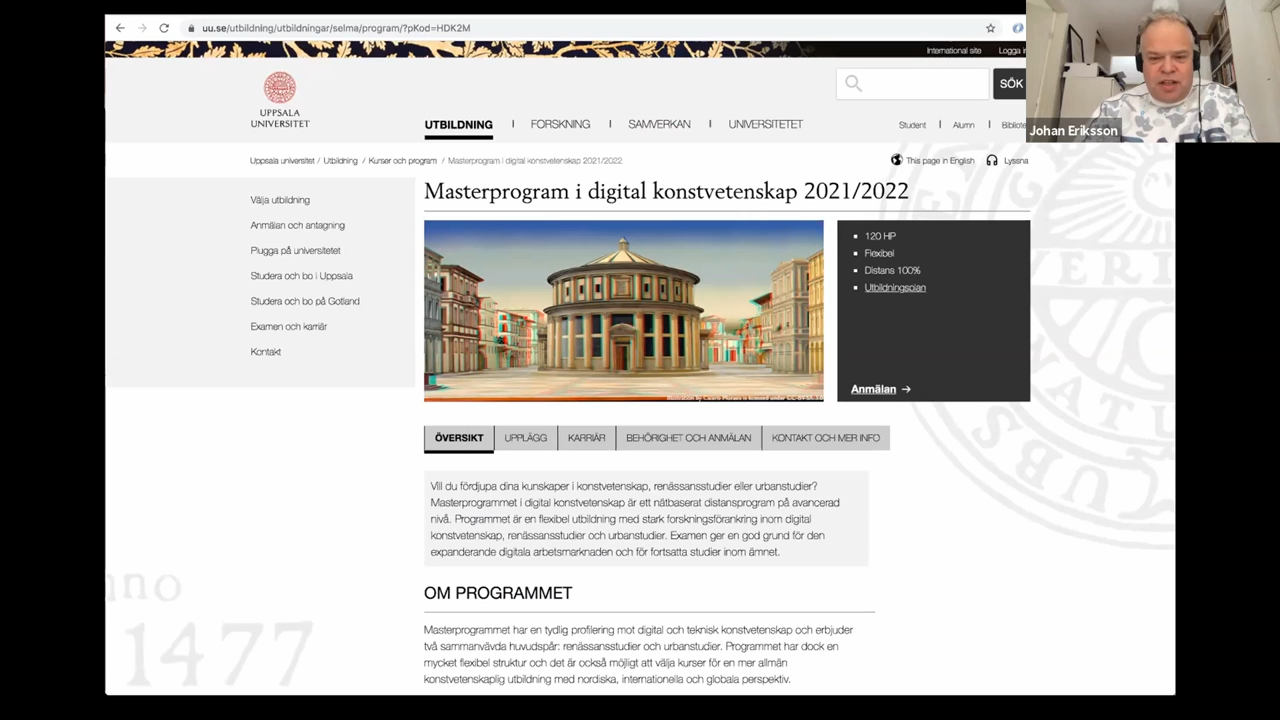 uu.se/utbildning/utbildningar/selma/program/?pKod=HDK2M
International site Logga
UPPSALA
UNIVERSITET
SÖK
UTBILDNING FORSKNING SAMVERKAN UNIVERSITETET
Student Alumn
Johan Eriksson
Uppsala universitet / Utbildning / Kurser och program / Masterprogram i digital konstvetenskap 2021/2022
This page in English Lyssna
Välja utbildning
Anmälan och antagning
Plugga på universitetet
Studera och bo i Uppsala
Studera och bo på Gotland
Examen och karriär
Kontakt
Masterprogram i digital konstvetenskap 2021/2022
120 HP
Flexibel
Distans 100%
Utbildningsplan
Anmälan →
ÖVERSIKT UPPLÄGG KARRIÄR BEHÖRIGHET OCH ANMÄLAN KONTAKT OCH MER INFO
Vill du fördjupa dina kunskaper i konstvetenskap, renässansstudier eller urbanstudier?
Masterprogrammet i digital konstvetenskap är ett nätbaserat distansprogram på avancerad
nivå. Programmet är en flexibel utbildning med stark forskningsförankring inom digital
konstvetenskap, renässansstudier och urbanstudier. Examen ger en god grund för den
expanderande digitala arbetsmarknaden och för fortsatta studier inom ämnet.
OM PROGRAMMET
Masterprogrammet har en tydlig profilering mot digital och teknisk konstvetenskap och erbjuder
två sammanvävda huvudspår: renässansstudier och urbanstudier. Programmet har dock en
mycket flexibel struktur och det är också möjligt att välja kurser för en mer allmän
konstvetenskaplig utbildning med nordiska, internationella och globala perspektiv.
nno
1477